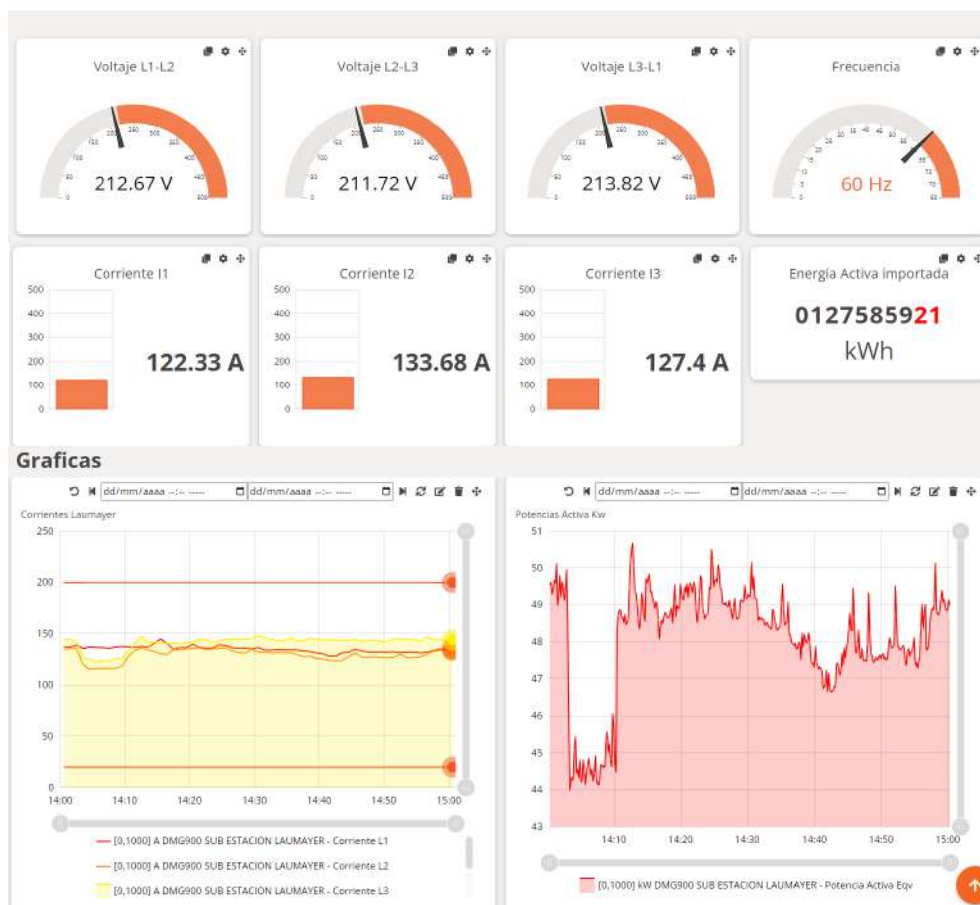 Voltaje L1-L2
212.67 V
Voltaje L2-L3
211.72 V
Voltaje L3-L1
213.82 V
Frecuencia
60 Hz
Corriente I1
500
400
300
200
100
0
122.33 A
Corriente I2
500
400
300
200
100
0
133.68 A
Corriente I3
500
400
300
200
100
0
127.4 A
Energía Activa importada
0127585921
kWh
Graficas
dd/mm/aaaa --:-- ----- dd/mm/aaaa --:-- -----
Corrientes Laumayer
250
200
150
100
50
0
14:00 14:10 14:20 14:30 14:40 14:50 15:00
[0,1000] A DMG900 SUB ESTACION LAUMAYER - Corriente L1
[0,1000] A DMG900 SUB ESTACION LAUMAYER - Corriente L2
[0,1000] A DMG900 SUB ESTACION LAUMAYER - Corriente L3
dd/mm/aaaa --:-- ----- dd/mm/aaaa --:-- -----
Potencias Activa Kw
51
50
49
48
47
46
45
44
43
14:10 14:20 14:30 14:40 14:50 15:00
[0,1000] kW DMG900 SUB ESTACION LAUMAYER - Potencia Activa Eqv